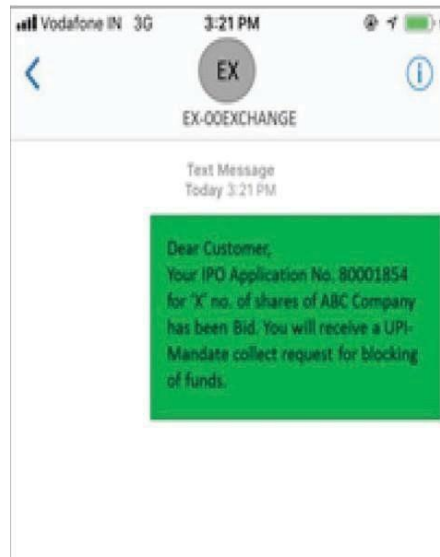 Vodafone IN 3G 3:21 PM
EX
EX-00EXCHANGE
Text Message
Today 3:21 PM
Dear Customer,
Your IPO Application No. 80001854
for 'X' no. of shares of ABC Company
has been Bid. You will receive a UPI-
Mandate collect request for blocking
of funds.